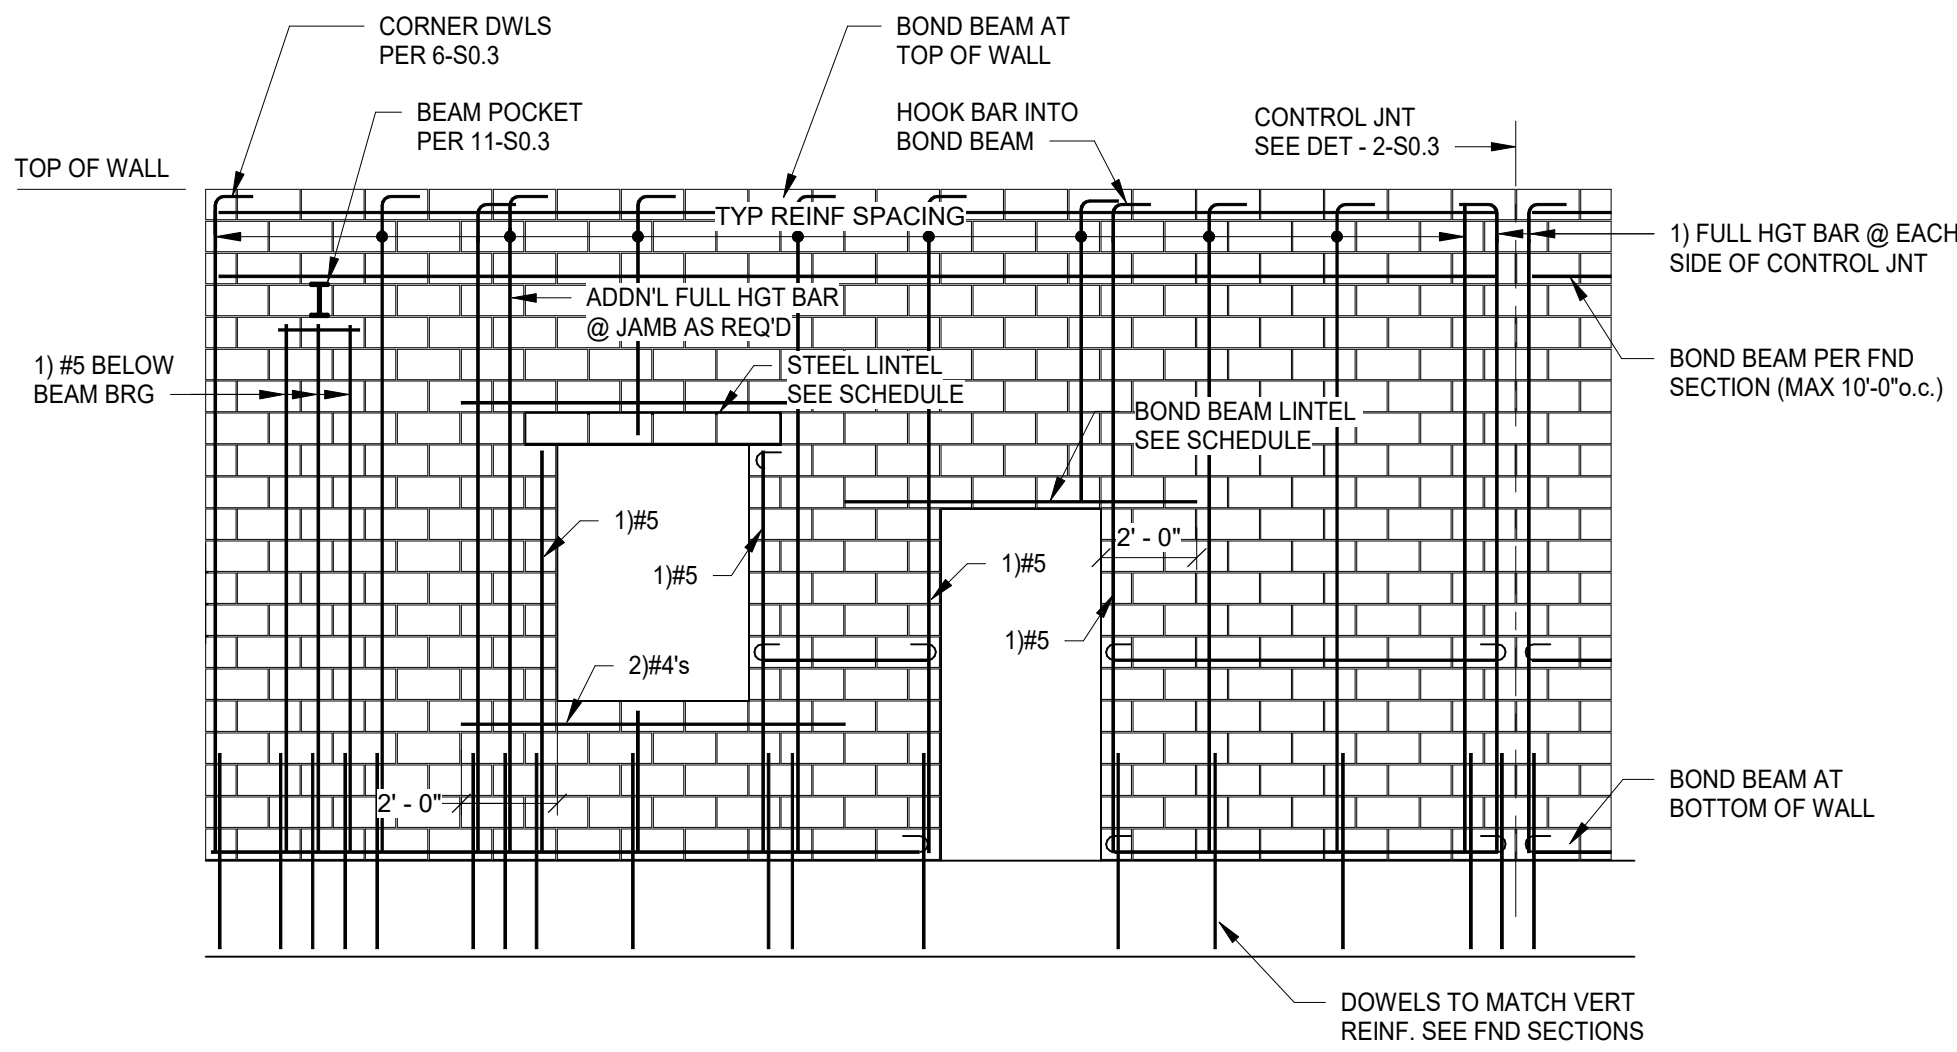 CORNER DWLS
PER 6-S0.3
BOND BEAM AT
TOP OF WALL
BEAM POCKET
PER 11-S0.3
HOOK BAR INTO
BOND BEAM
CONTROL JNT
SEE DET - 2-S0.3
TOP OF WALL
TYP REINF SPACING
1) FULL HGT BAR @ EACH
SIDE OF CONTROL JNT
ADDN'L FULL HGT BAR
@ JAMB AS REQ'D
1) #5 BELOW
BEAM BRG
STEEL LINTEL
SEE SCHEDULE
BOND BEAM PER FND
SECTION (MAX 10'-0"o.c.)
BOND BEAM LINTEL
SEE SCHEDULE
1)#5
2' - 0"
1)#5
1)#5
1)#5
2)#4's
2' - 0"
BOND BEAM AT
BOTTOM OF WALL
DOWELS TO MATCH VERT
REINF. SEE FND SECTIONS